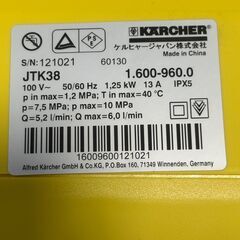 KÄRCHER
ケルヒャージャパン株式会社
S/N:121021 60130
JTK38 1.600-960.0
100 V~ 50/60 Hz 1,25 kW 13 A IPX5
p in max=1,2 MPa T in max=40 °C
p=7,5 MPa p max=10 MPa
Q=5,2 l/min; Q max=6,0 l/min
16009600121021
Alfred Kärcher GmbH & Co.KG, P.O.Box 160, 71349 Winnenden, Germany